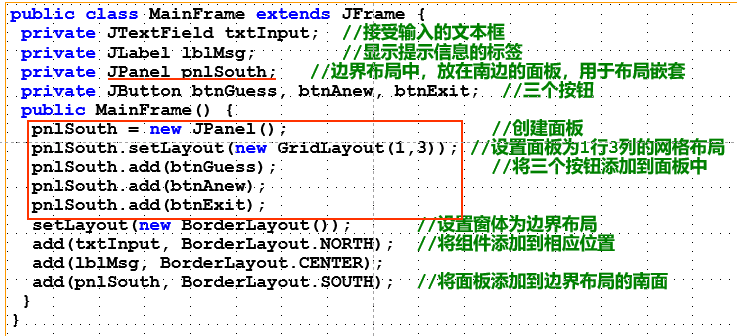 public class MainFrame extends JFrame {
private JTextField txtInput; //接受输入的文本框
private JLabel lblMsg; //显示提示信息的标签
private JPanel pnlSouth; //边界布局中，放在南边的面板，用于布局嵌套
private JButton btnGuess, btnAnew, btnExit; //三个按钮
public MainFrame() {
pnlSouth = new JPanel(); //创建面板
pnlSouth.setLayout(new GridLayout(1,3)); //设置面板为1行3列的网格布局
pnlSouth.add(btnGuess); //将三个按钮添加到面板中
pnlSouth.add(btnAnew);
pnlSouth.add(btnExit);
setLayout(new BorderLayout()); //设置窗体为边界布局
add(txtInput, BorderLayout.NORTH); //将组件添加到相应位置
add(lblMsg, BorderLayout.CENTER);
add(pnlSouth, BorderLayout.SOUTH); //将面板添加到边界布局的南面
}
}